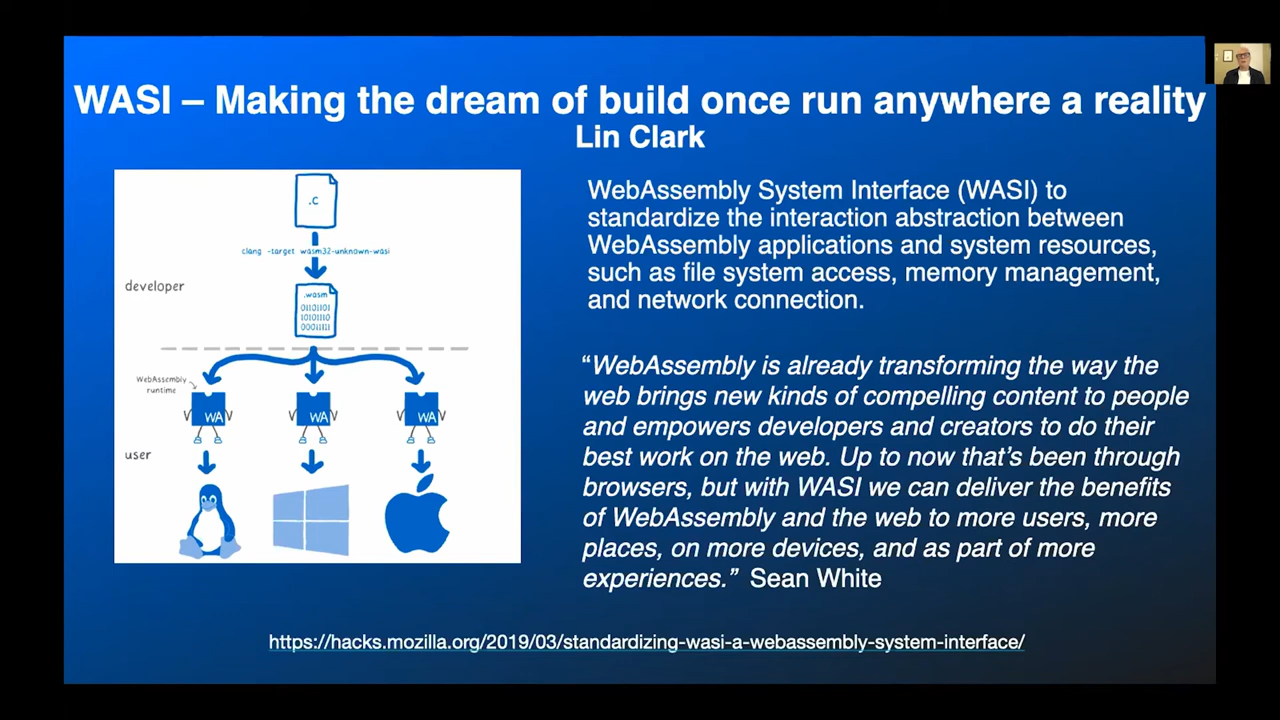 WASI – Making the dream of build once run anywhere a reality
Lin Clark
.C
clang -target wasm32-unknown-wasi
developer
.wasm
01101101
10101110
00011111
WebAssembly
runtime
WA
WA
WA
user
WebAssembly System Interface (WASI) to
standardize the interaction abstraction between
WebAssembly applications and system resources,
such as file system access, memory management,
and network connection.
“WebAssembly is already transforming the way the
web brings new kinds of compelling content to people
and empowers developers and creators to do their
best work on the web. Up to now that’s been through
browsers, but with WASI we can deliver the benefits
of WebAssembly and the web to more users, more
places, on more devices, and as part of more
experiences.” Sean White
https://hacks.mozilla.org/2019/03/standardizing-wasi-a-webassembly-system-interface/